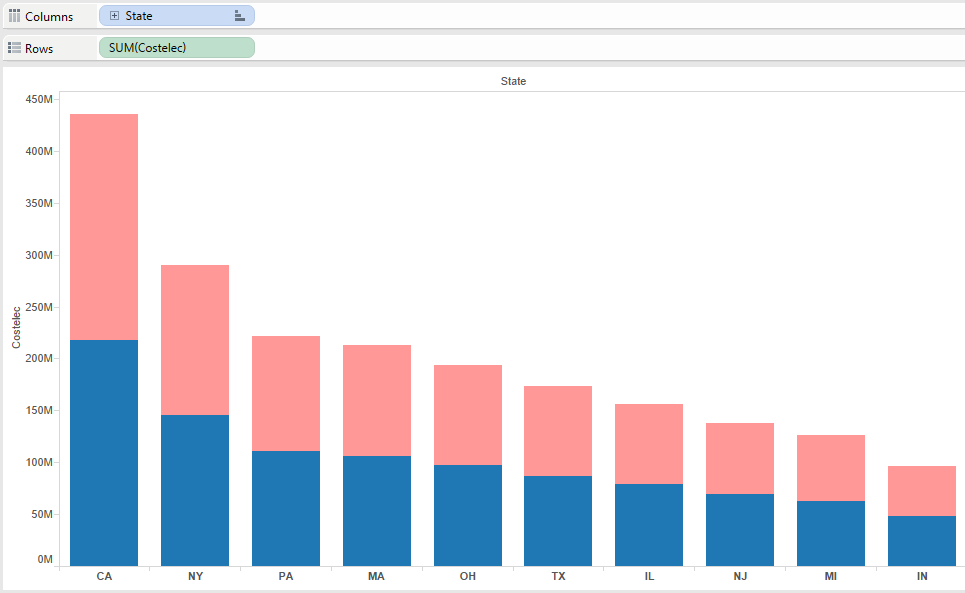 Columns State
Rows SUM(Costelec)
State
450M
400M
350M
300M
250M
200M
150M
100M
50M
0M
Costelec
CA NY PA MA OH TX IL NJ MI IN